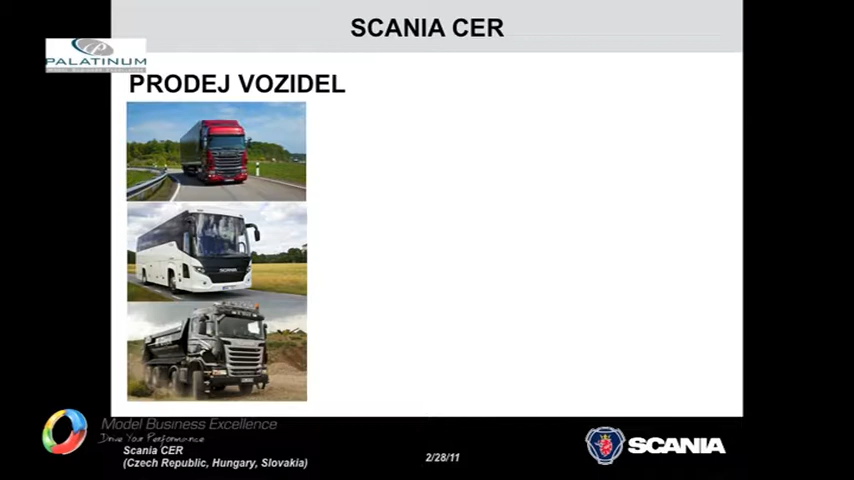 SCANIA CER
PALATINUM
PRODEJ VOZIDEL
SCANIA
Model Business Excellence
Drive Your Performance
Scania CER
(Czech Republic, Hungary, Slovakia)
2/28/11
SCANIA